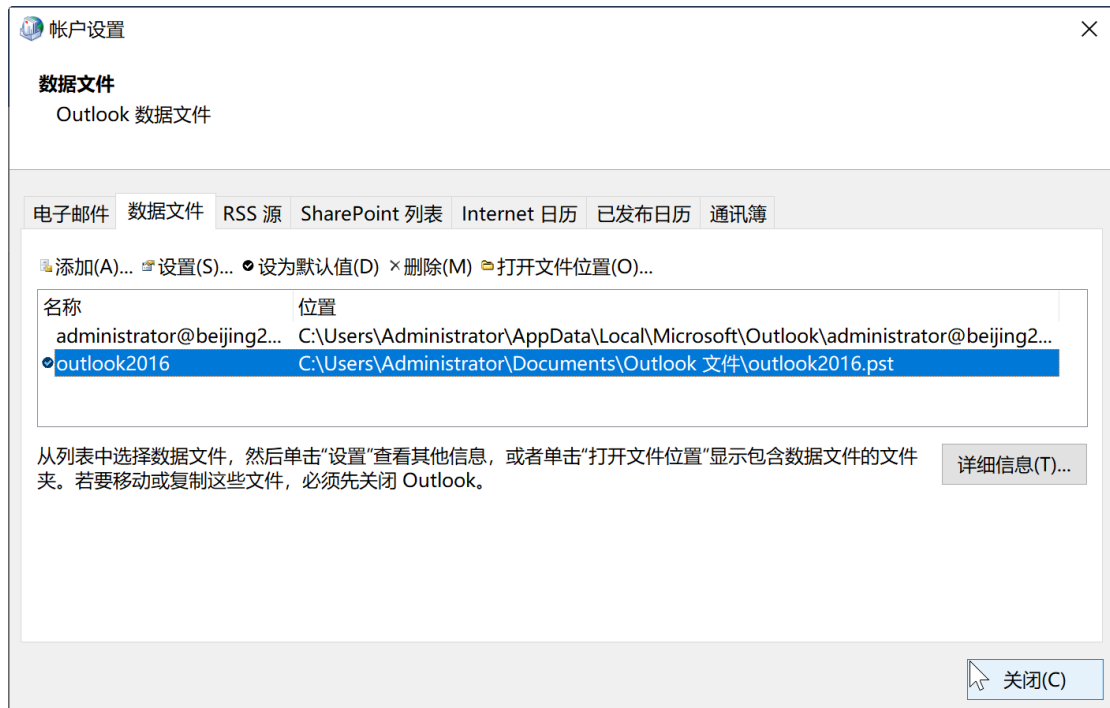 帐户设置
数据文件
Outlook 数据文件
电子邮件 数据文件 RSS 源 SharePoint 列表 Internet 日历 已发布日历 通讯簿
添加(A)... 设置(S)... 设为默认值(D) 删除(M) 打开文件位置(O)...
名称 位置
administrator@beijing2... C:\Users\Administrator\AppData\Local\Microsoft\Outlook\administrator@beijing2...
outlook2016 C:\Users\Administrator\Documents\Outlook 文件\outlook2016.pst
从列表中选择数据文件，然后单击“设置”查看其他信息，或者单击“打开文件位置”显示包含数据文件的文件
夹。若要移动或复制这些文件，必须先关闭 Outlook。
详细信息(T)...
关闭(C)